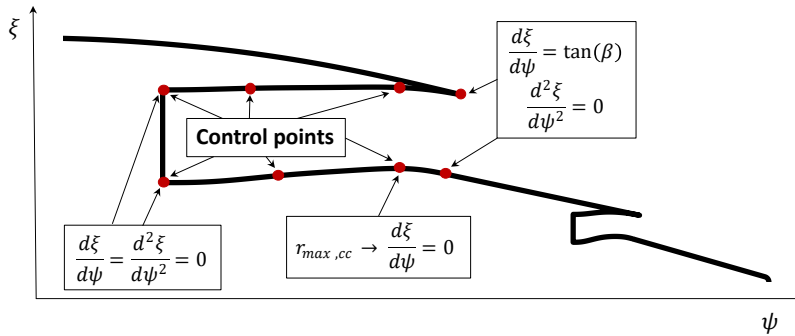 ξ
dξ/dψ = tan(β)
d²ξ/dψ² = 0
Control points
dξ/dψ = d²ξ/dψ² = 0
r_max ,cc → dξ/dψ = 0
ψ